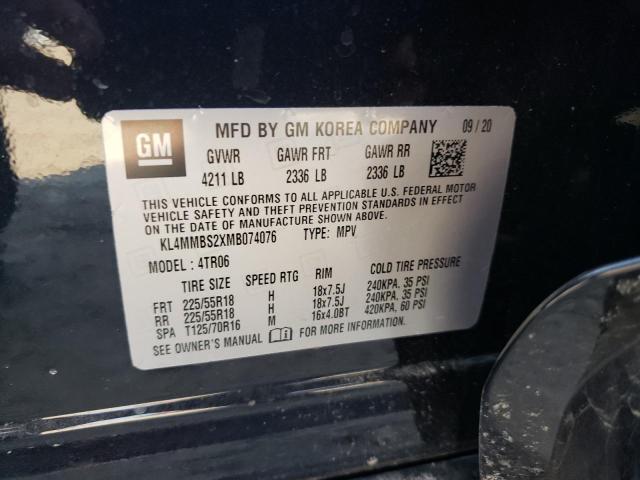 GM
MFD BY GM KOREA COMPANY 09 / 20
GVWR GAWR FRT GAWR RR
4211 LB 2336 LB 2336 LB
THIS VEHICLE CONFORMS TO ALL APPLICABLE U.S. FEDERAL MOTOR
VEHICLE SAFETY AND THEFT PREVENTION STANDARDS IN EFFECT
ON THE DATE OF MANUFACTURE SHOWN ABOVE.
KL4MMBS2XMB074076 TYPE: MPV
MODEL: 4TR06
TIRE SIZE SPEED RTG RIM COLD TIRE PRESSURE
FRT 225/55R18 H 18x7.5J 240KPA, 35 PSI
RR 225/55R18 H 18x7.5J 240KPA, 35 PSI
SPA T125/70R16 M 16x4.0BT 420KPA, 60 PSI
SEE OWNER'S MANUAL FOR MORE INFORMATION.